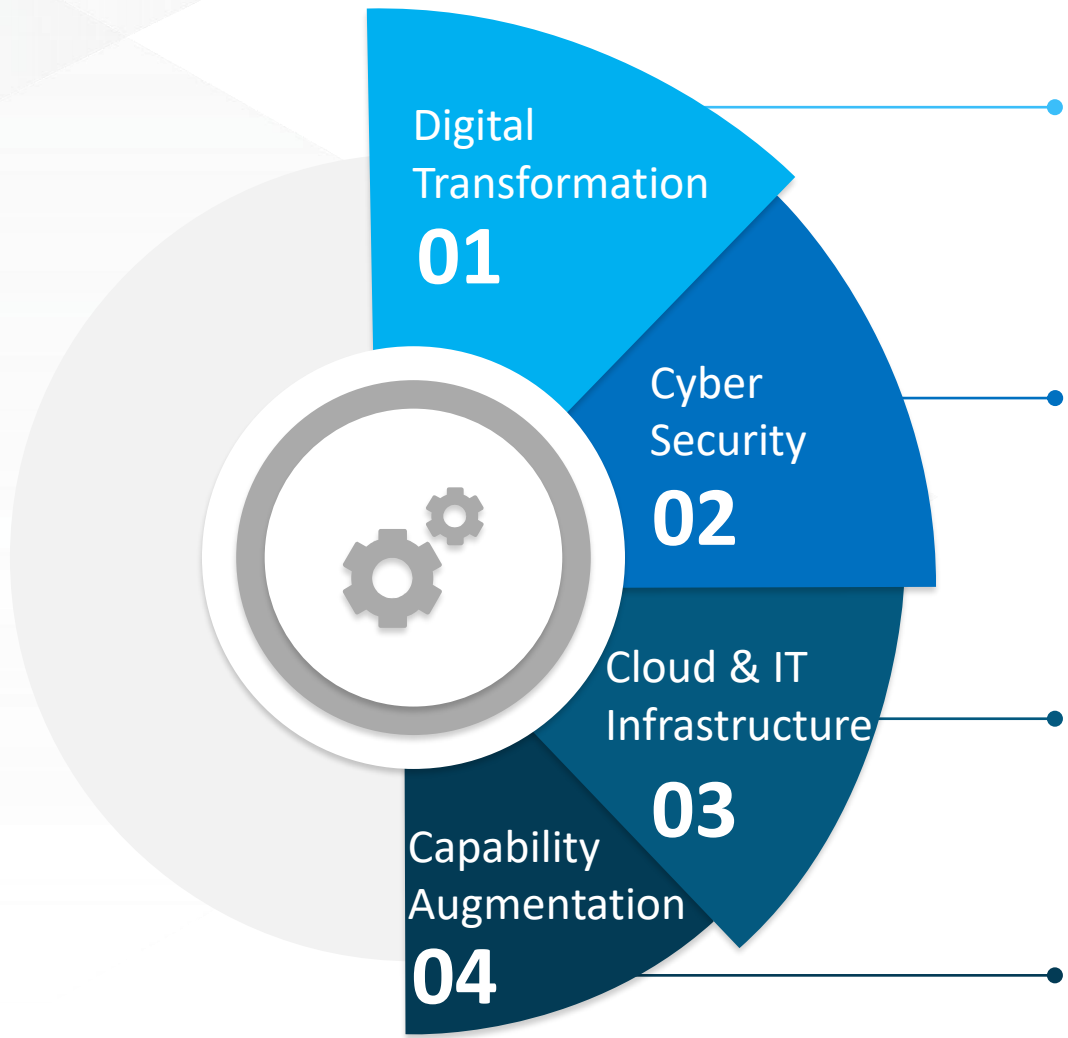 Digital
Transformation
01
Cyber
Security
02
Cloud & IT
Infrastructure
03
Capability
Augmentation
04